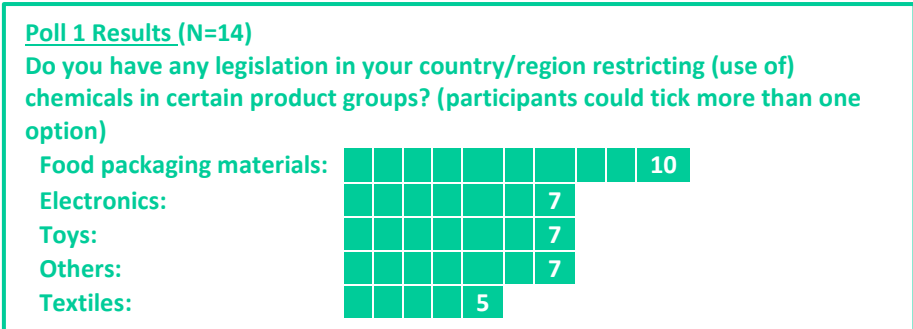 Poll 1 Results (N=14)
Do you have any legislation in your country/region restricting (use of)
chemicals in certain product groups? (participants could tick more than one
option)
Food packaging materials: 10
Electronics: 7
Toys: 7
Others: 7
Textiles: 5